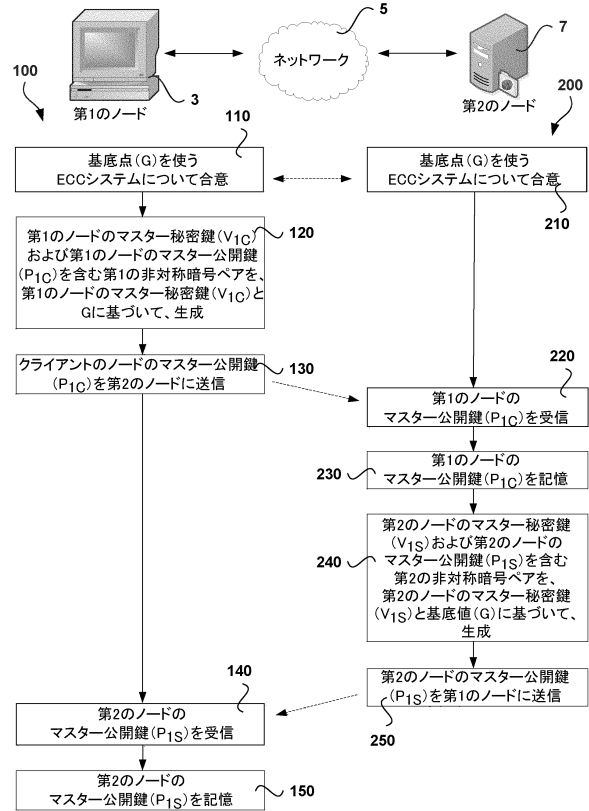 5
7
ネットワーク
100
3
200
第1のノード
第2のノード
110
基底点(G)を使う
ECCシステムについて合意
基底点(G)を使う
ECCシステムについて合意
210
120
第1のノードのマスター秘密鍵(V1C)
および第1のノードのマスター公開鍵
(P1C)を含む第1の非対称暗号ペアを、
第1のノードのマスター秘密鍵(V1C)と
Gに基づいて、生成
130
クライアントのノードのマスター公開鍵
(P1C)を第2のノードに送信
220
第1のノードの
マスター公開鍵(P1C)を受信
230
第1のノードの
マスター公開鍵(P1C)を記憶
240
第2のノードのマスター秘密鍵
(V1S)および第2のノードの
マスター公開鍵(P1S)を含む
第2の非対称暗号ペアを、
第2のノードのマスター秘密鍵
(V1S)と基底値(G)に基づいて、
生成
第2のノードのマスター公開鍵
(P1S)を第1のノードに送信
250
140
第2のノードの
マスター公開鍵(P1S)を受信
第2のノードの
マスター公開鍵(P1S)を記憶
150